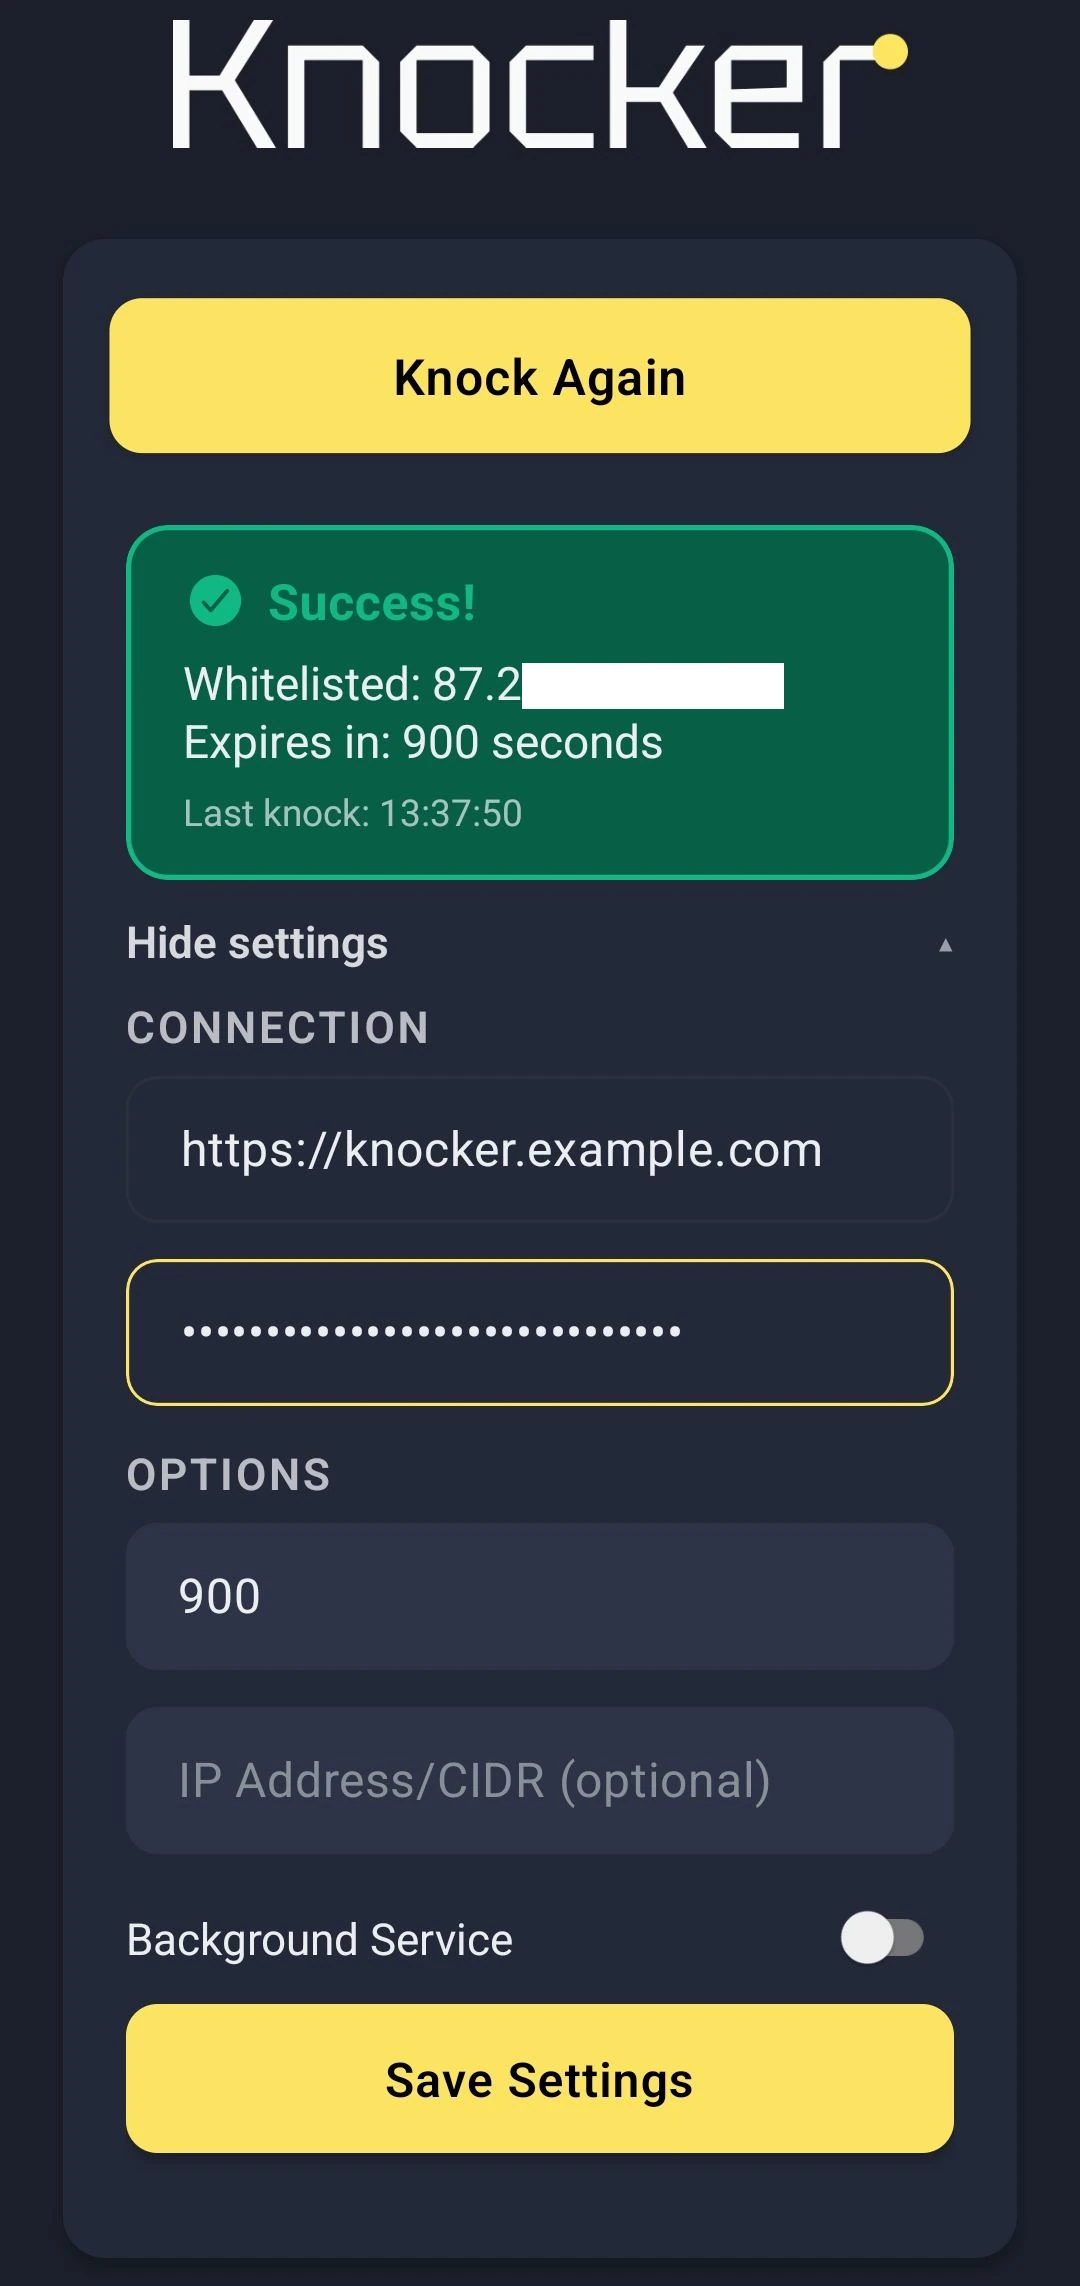 Knocker
Knock Again
Success!
Whitelisted: 87.2
Expires in: 900 seconds
Last knock: 13:37:50
Hide settings
CONNECTION
https://knocker.example.com
••••••••••••••••••••••••••••••
OPTIONS
900
IP Address/CIDR (optional)
Background Service
Save Settings